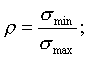 ρ = σmin / σmax ;